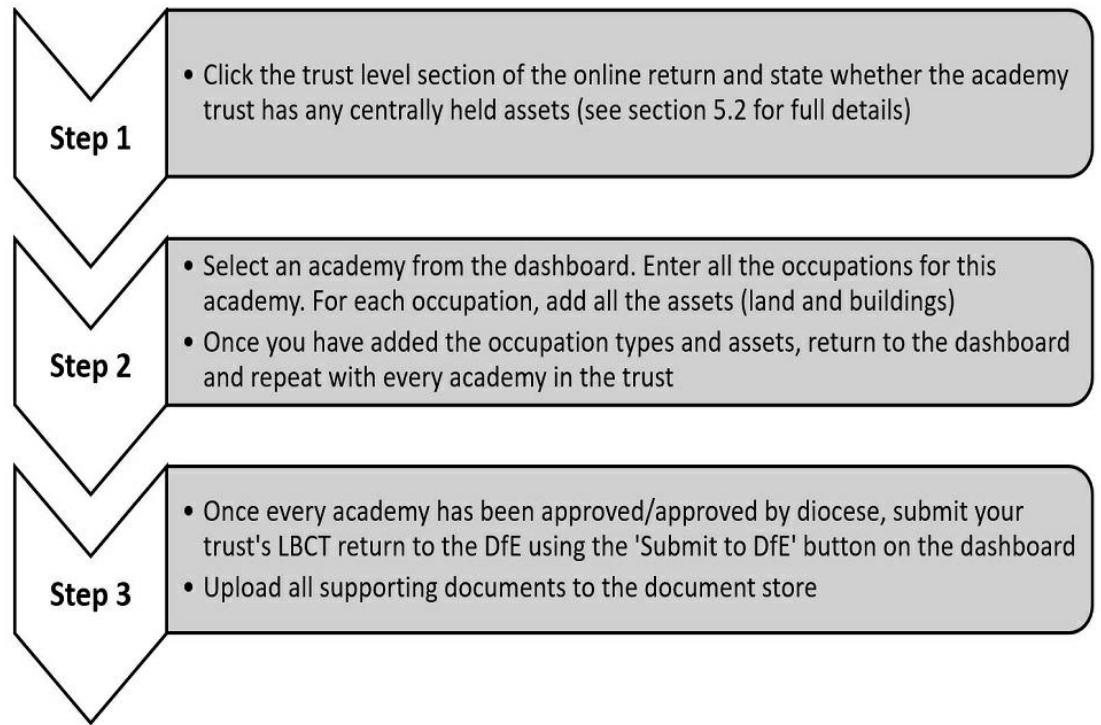 Step 1
• Click the trust level section of the online return and state whether the academy
trust has any centrally held assets (see section 5.2 for full details)
Step 2
• Select an academy from the dashboard. Enter all the occupations for this
academy. For each occupation, add all the assets (land and buildings)
• Once you have added the occupation types and assets, return to the dashboard
and repeat with every academy in the trust
Step 3
• Once every academy has been approved/approved by diocese, submit your
trust's LBCT return to the DfE using the 'Submit to DfE' button on the dashboard
• Upload all supporting documents to the document store